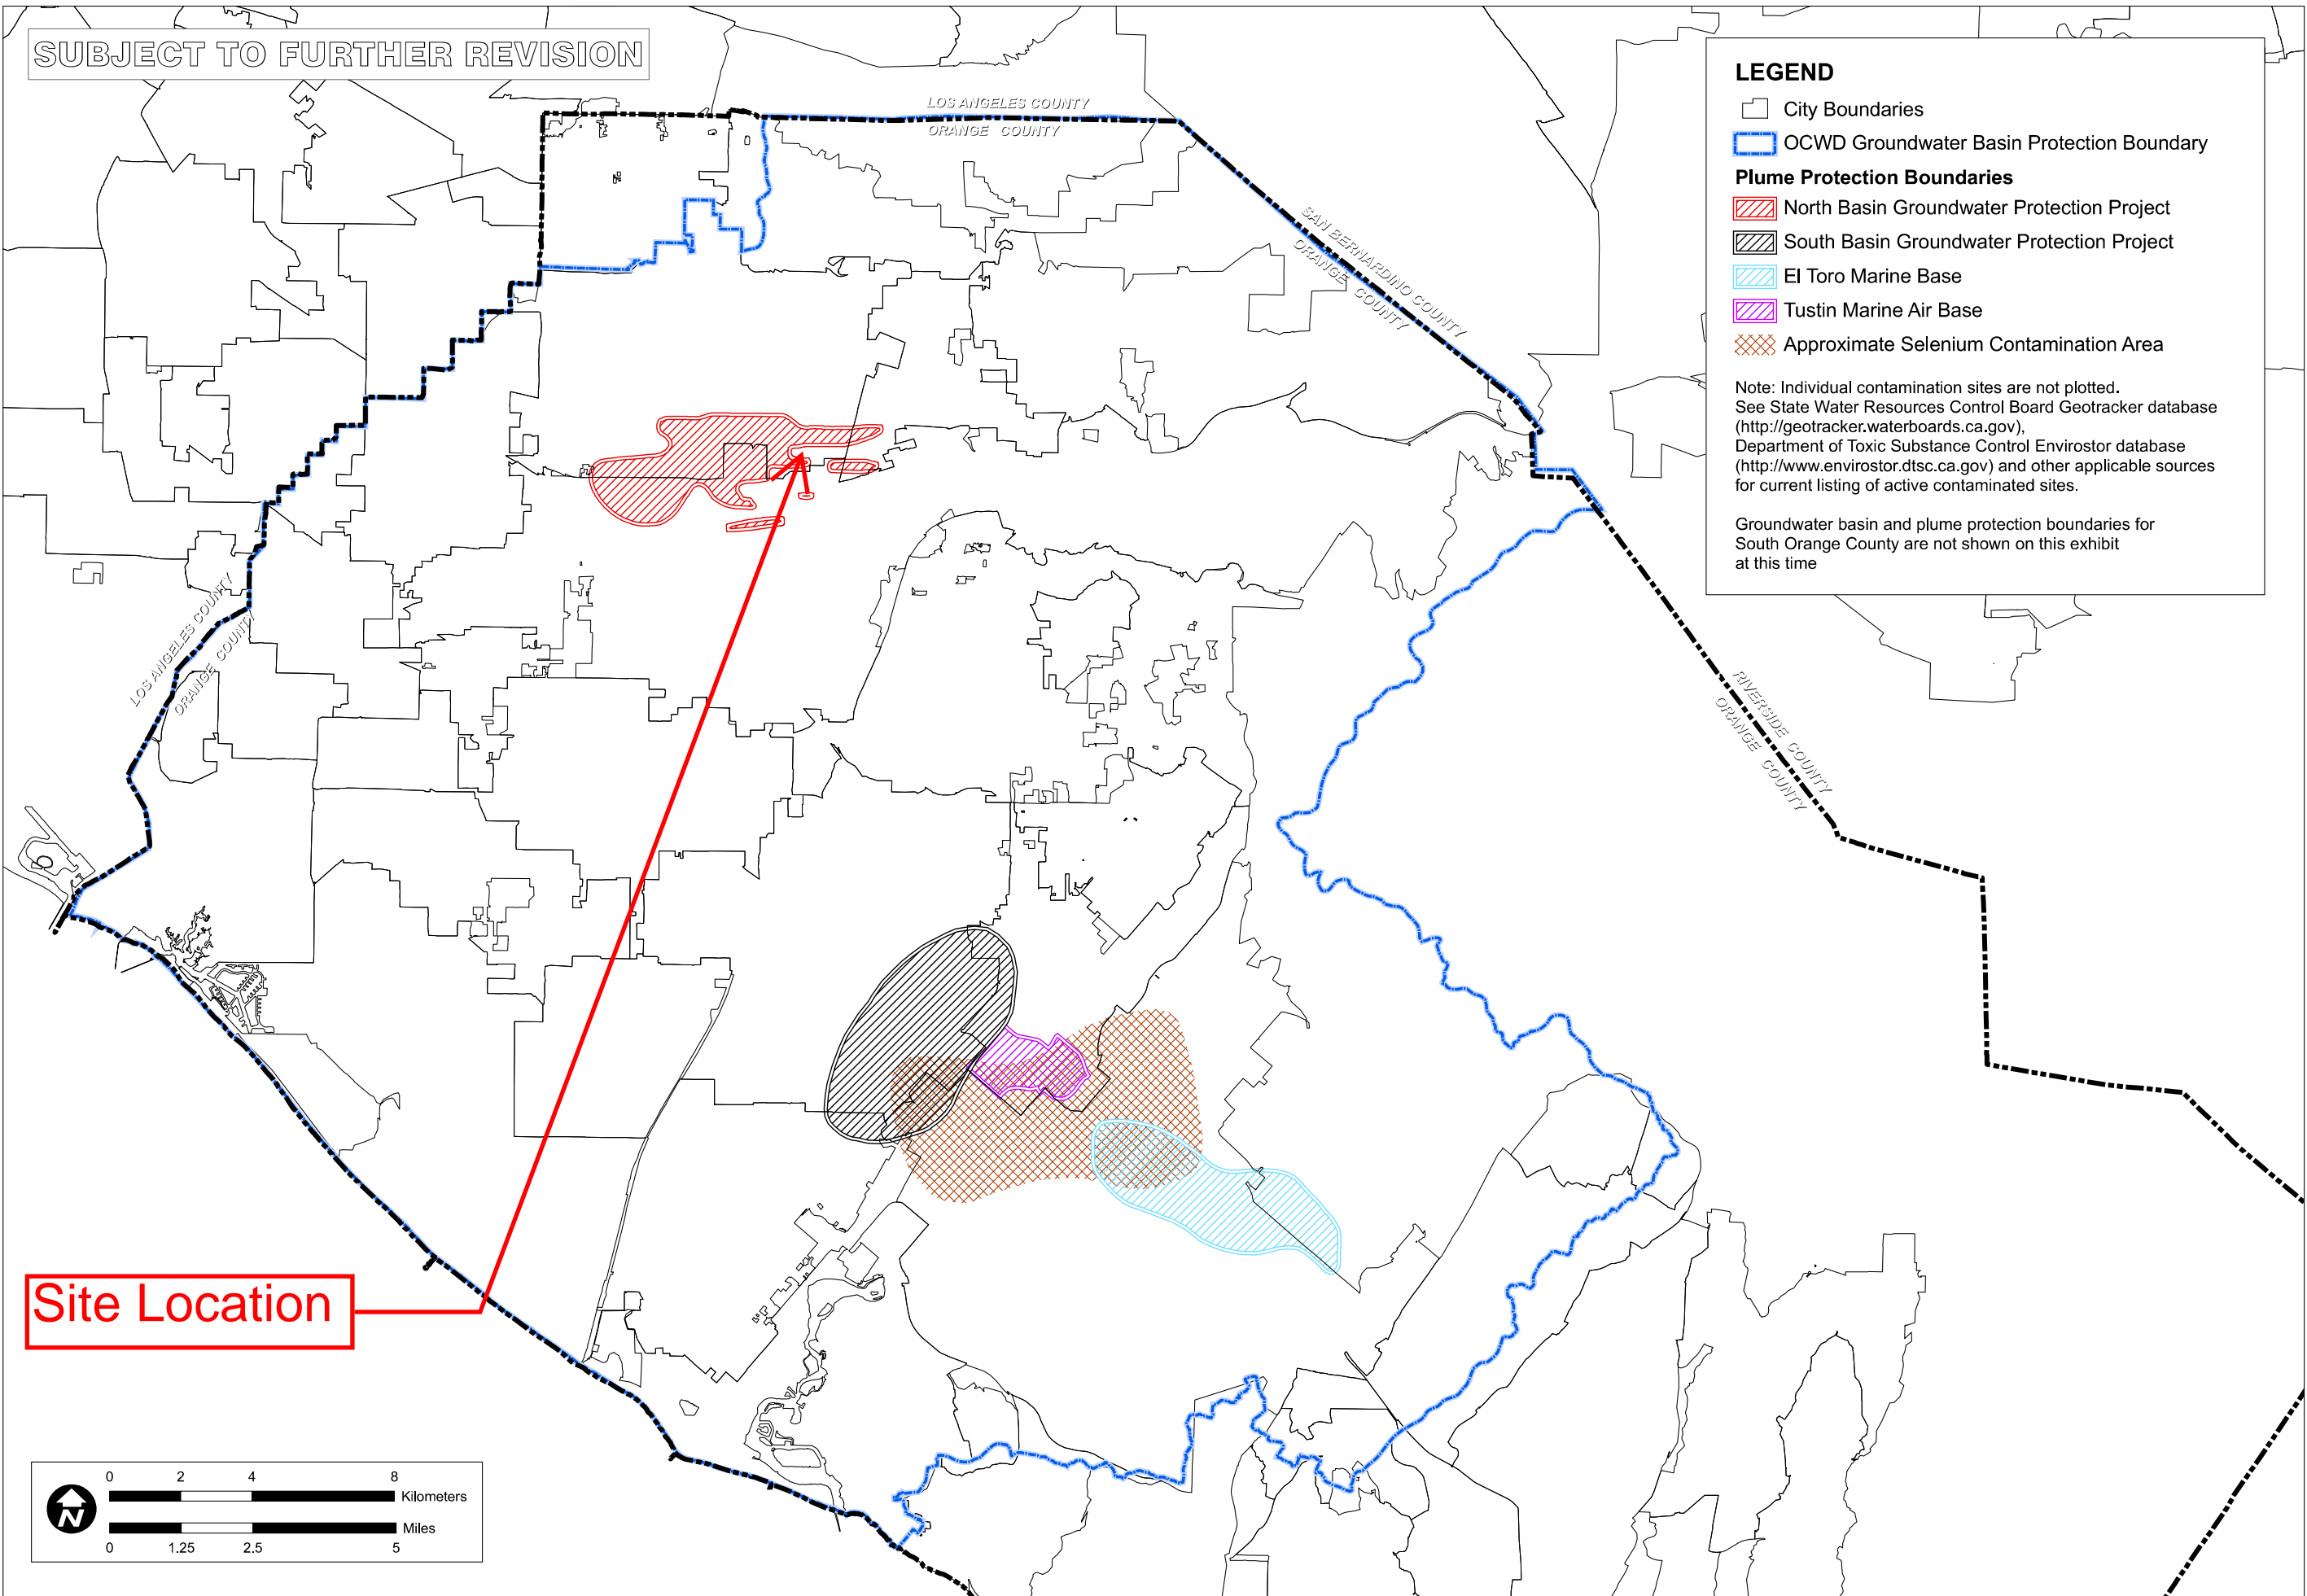 SUBJECT TO FURTHER REVISION
LOS ANGELES COUNTY
ORANGE COUNTY
SAN BERNARDINO COUNTY
ORANGE COUNTY
LOS ANGELES COUNTY
ORANGE COUNTY
RIVERSIDE COUNTY
ORANGE COUNTY
LEGEND
City Boundaries
OCWD Groundwater Basin Protection Boundary
Plume Protection Boundaries
North Basin Groundwater Protection Project
South Basin Groundwater Protection Project
El Toro Marine Base
Tustin Marine Air Base
Approximate Selenium Contamination Area
Note: Individual contamination sites are not plotted.
See State Water Resources Control Board Geotracker database
(http://geotracker.waterboards.ca.gov),
Department of Toxic Substance Control Envirostor database
(http://www.envirostor.dtsc.ca.gov) and other applicable sources
for current listing of active contaminated sites.
Groundwater basin and plume protection boundaries for
South Orange County are not shown on this exhibit
at this time
Site Location
N
0 2 4 8
Kilometers
Miles
0 1.25 2.5 5